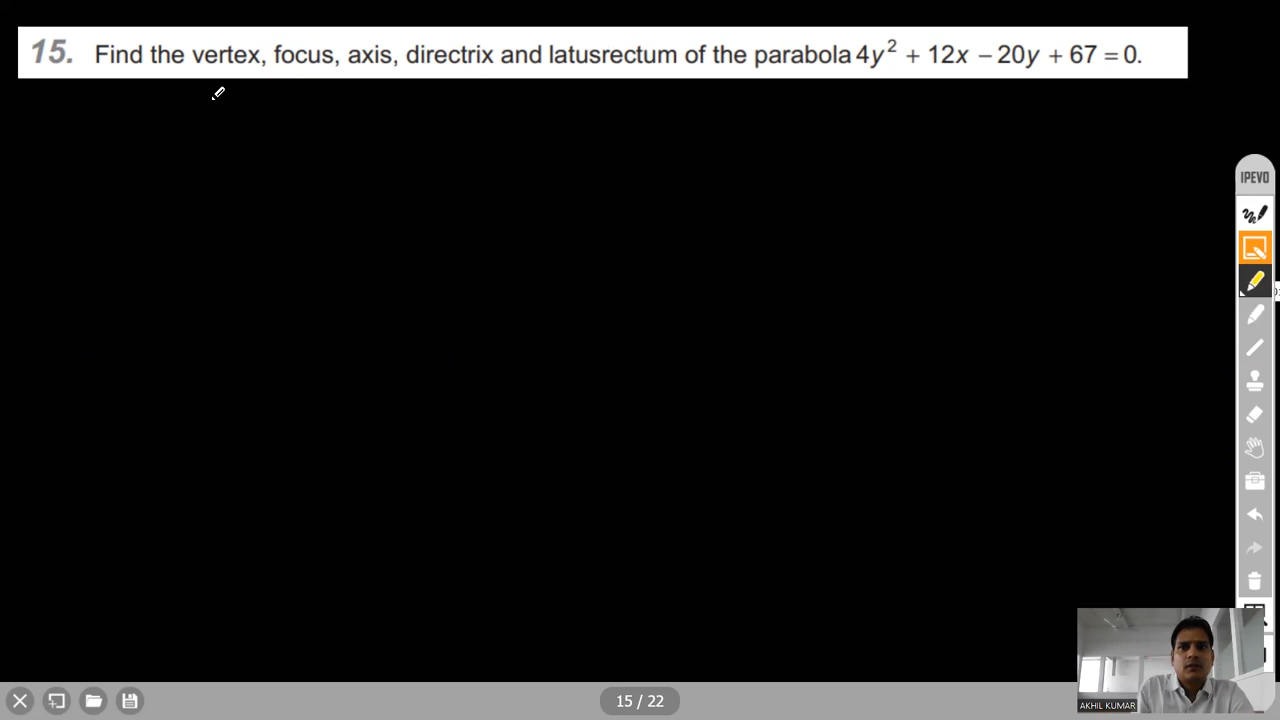 15. Find the vertex, focus, axis, directrix and latusrectum of the parabola 4y² + 12x − 20y + 67 = 0.
IPEVO
15 / 22
AKHIL KUMAR